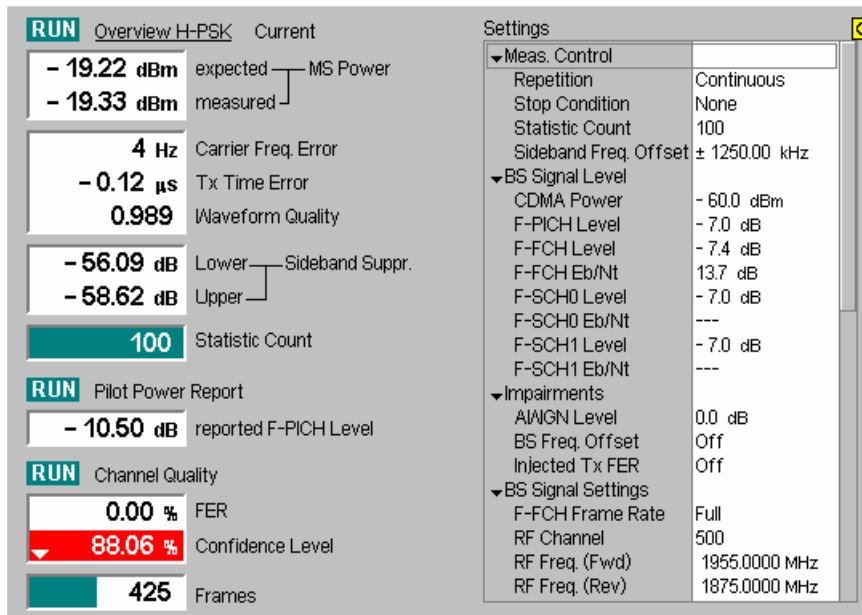 RUN Overview H-PSK Current
– 19.22 dBm expected MS Power
– 19.33 dBm measured
4 Hz Carrier Freq. Error
– 0.12 µs Tx Time Error
0.989 Waveform Quality
– 56.09 dB Lower Sideband Suppr.
– 58.62 dB Upper
100 Statistic Count
RUN Pilot Power Report
– 10.50 dB reported F-PICH Level
RUN Channel Quality
0.00 % FER
88.06 % Confidence Level
425 Frames
Settings
Meas. Control
Repetition Continuous
Stop Condition None
Statistic Count 100
Sideband Freq. Offset ± 1250.00 kHz
BS Signal Level
CDMA Power – 60.0 dBm
F-PICH Level – 7.0 dB
F-FCH Level – 7.4 dB
F-FCH Eb/Nt 13.7 dB
F-SCH0 Level – 7.0 dB
F-SCH0 Eb/Nt ---
F-SCH1 Level – 7.0 dB
F-SCH1 Eb/Nt ---
Impairments
AWGN Level 0.0 dB
BS Freq. Offset Off
Injected Tx FER Off
BS Signal Settings
F-FCH Frame Rate Full
RF Channel 500
RF Freq. (Fwd) 1955.0000 MHz
RF Freq. (Rev) 1875.0000 MHz